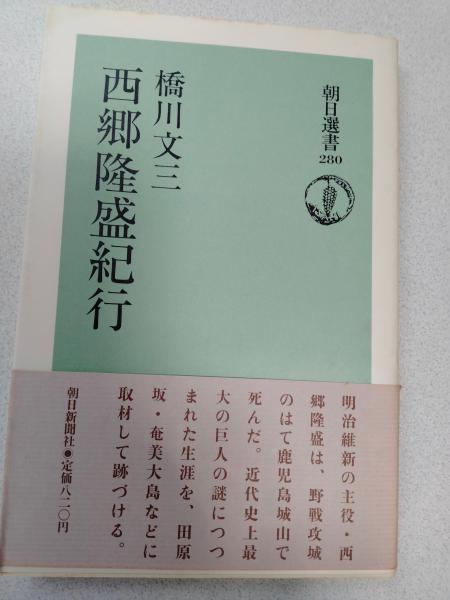 朝日選書
280
橋川文三
西郷隆盛紀行
明治維新の主役・西
郷隆盛は、野戦攻城
のはて鹿児島城山で
死んだ。近代史上最
大の巨人の謎につつ
まれた生涯を、田原
坂・奄美大島などに
取材して跡づける。
朝日新聞社●定価八二〇円